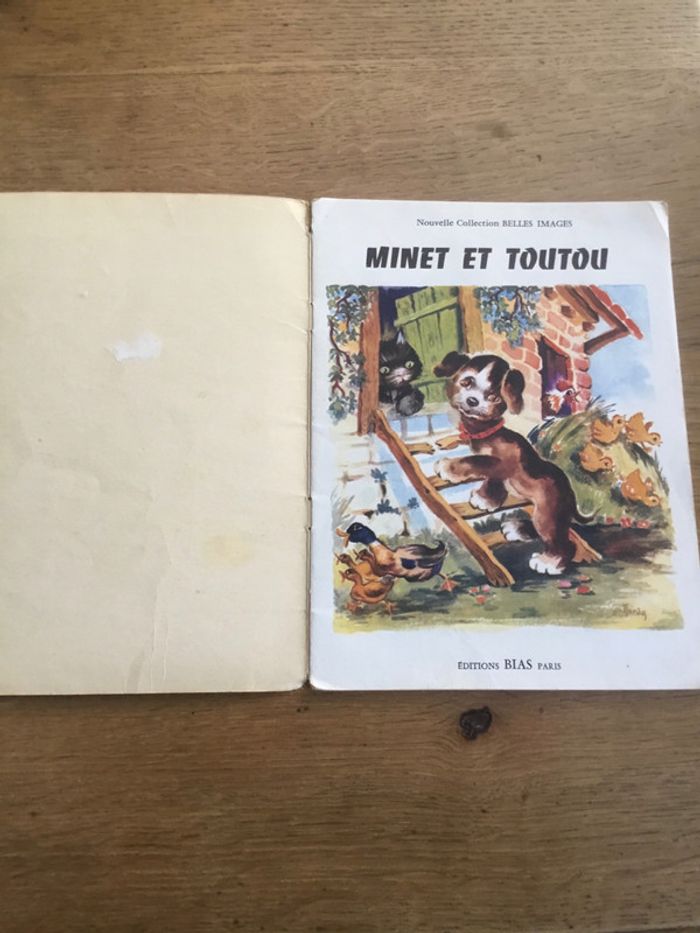 Nouvelle Collection BELLES IMAGES
MINET ET TOUTOU
ÉDITIONS BIAS PARIS